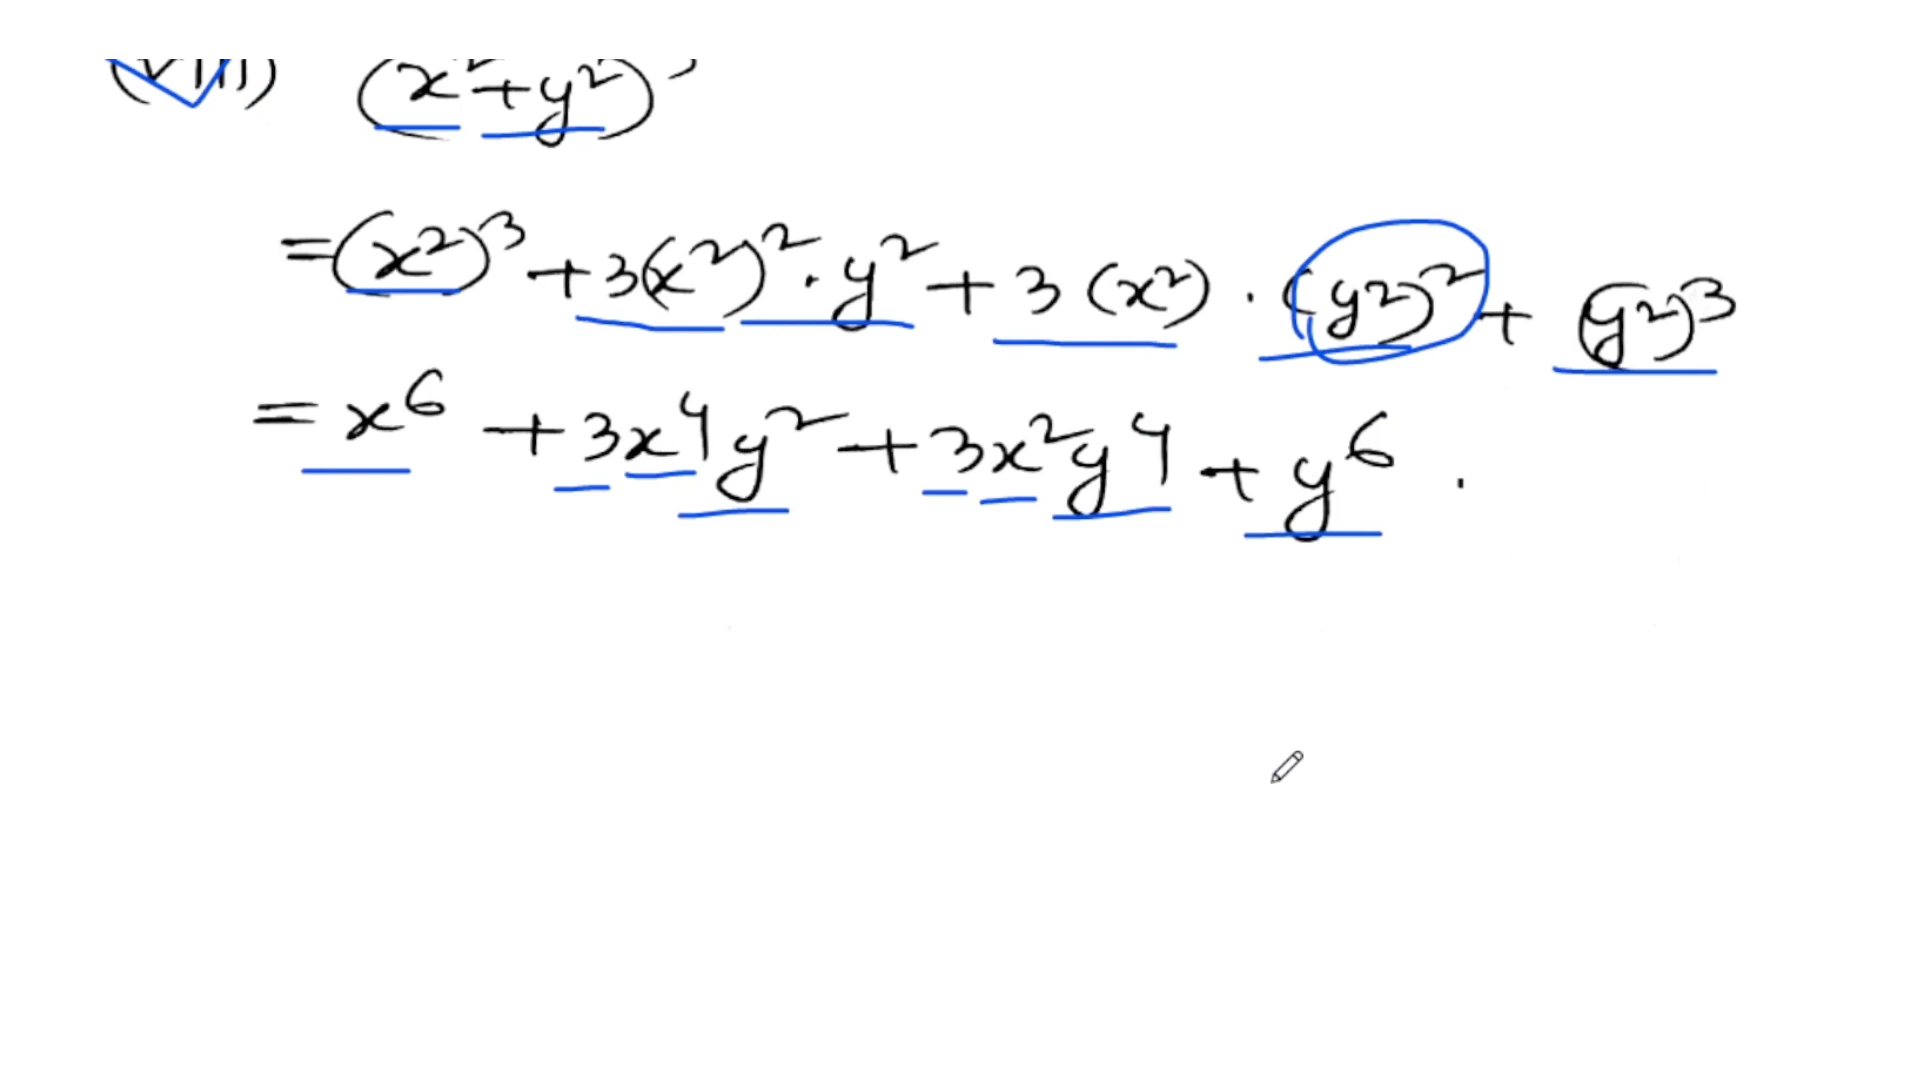 (viii) (x²+y²)³
=(x²)³+3(x²)²·y²+3(x²)·(y²)²+(y²)³
=x⁶+3x⁴y²+3x²y⁴+y⁶.